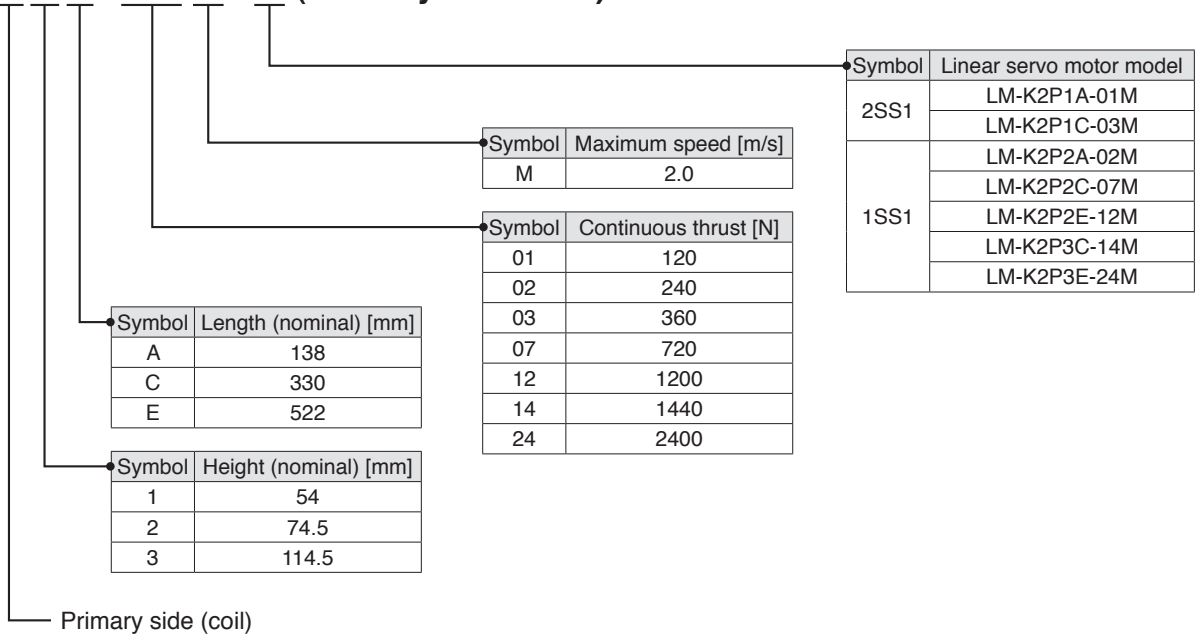 Symbol Linear servo motor model
2SS1 LM-K2P1A-01M
LM-K2P1C-03M
1SS1 LM-K2P2A-02M
LM-K2P2C-07M
LM-K2P2E-12M
LM-K2P3C-14M
LM-K2P3E-24M
Symbol Maximum speed [m/s]
M 2.0
Symbol Continuous thrust [N]
01 120
02 240
03 360
07 720
12 1200
14 1440
24 2400
Symbol Length (nominal) [mm]
A 138
C 330
E 522
Symbol Height (nominal) [mm]
1 54
2 74.5
3 114.5
Primary side (coil)